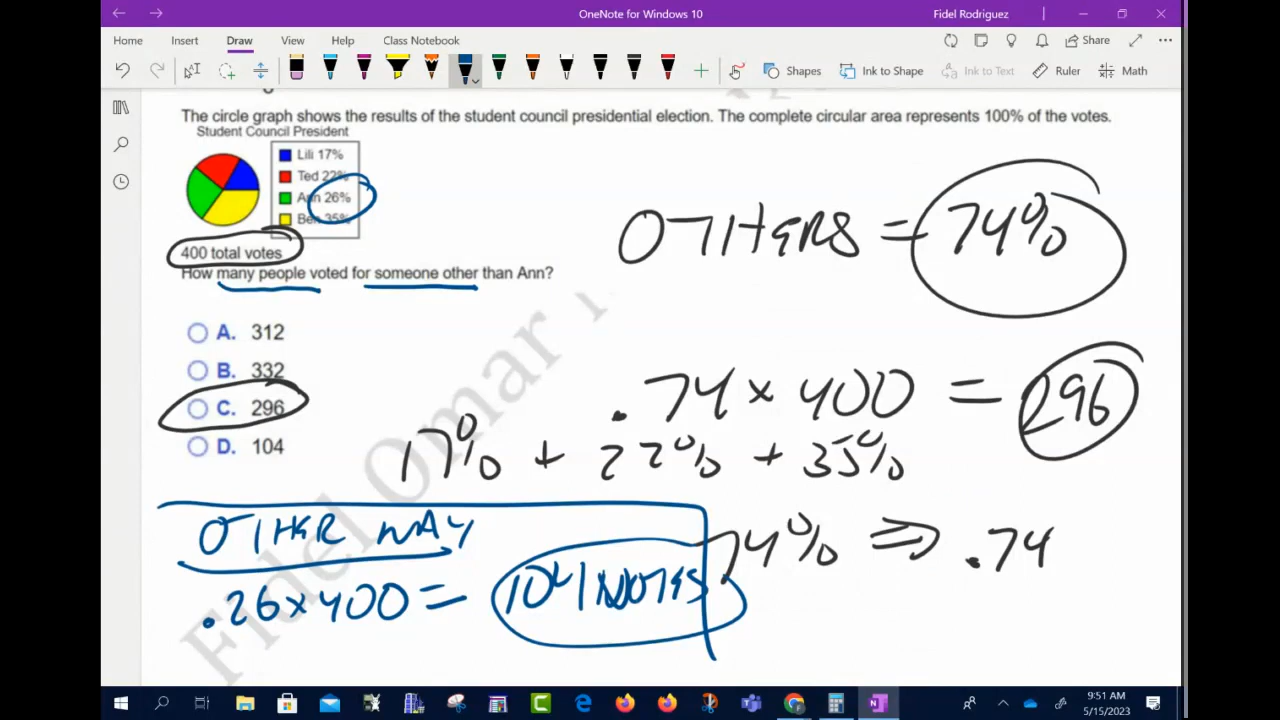 OneNote for Windows 10
Fidel Rodriguez
Home Insert Draw View Help Class Notebook
Share
Shapes Ink to Shape Ink to Text Ruler Math
The circle graph shows the results of the student council presidential election. The complete circular area represents 100% of the votes.
Student Council President
Lili 17%
Ted 22%
Ann 26%
Ben 35%
400 total votes
How many people voted for someone other than Ann?
A. 312
B. 332
C. 296
D. 104
OTHERS = 74%
.74 x 400 = 296
17% + 22% + 35%
74% ⇒ .74
OTHER WAY
.26 x 400 = 104 VOTES
Fidel Omar
9:51 AM
5/15/2023